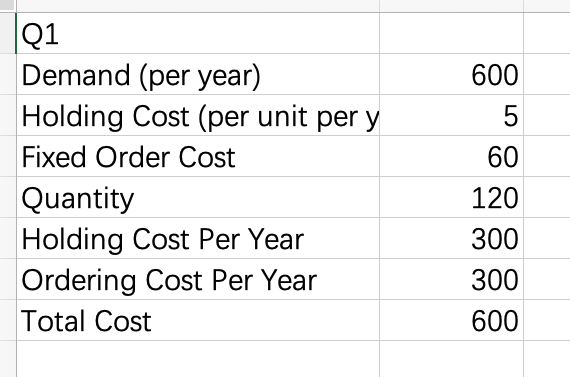 Q1
Demand (per year) 600
Holding Cost (per unit per y 5
Fixed Order Cost 60
Quantity 120
Holding Cost Per Year 300
Ordering Cost Per Year 300
Total Cost 600